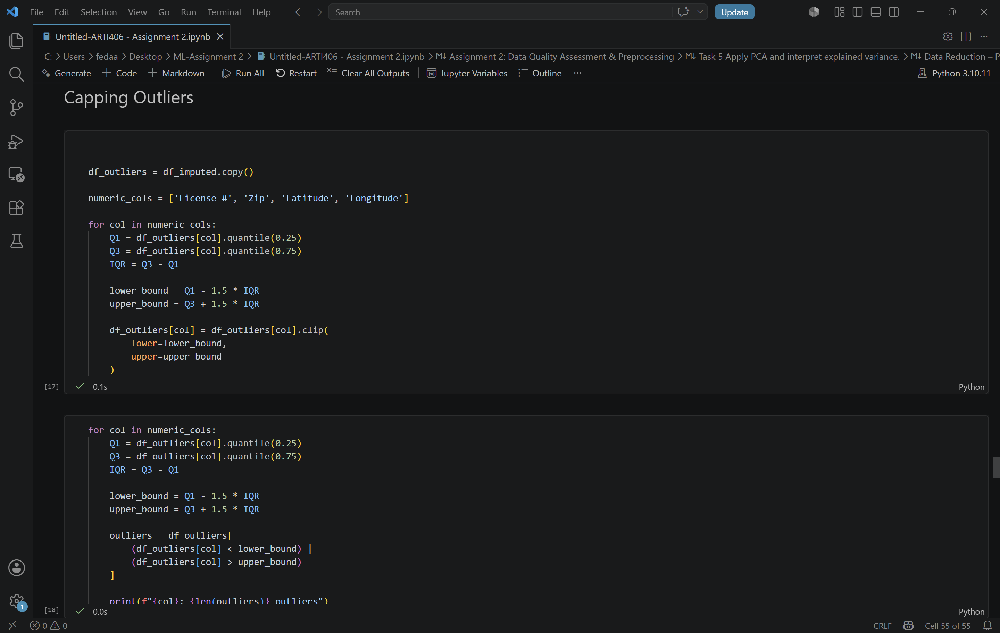 File Edit Selection View Go Run Terminal Help Search Update
Untitled-ARTI406 - Assignment 2.ipynb
C: > Users > fedaa > Desktop > ML-Assignment 2 > Untitled-ARTI406 - Assignment 2.ipynb > M↓ Assignment 2: Data Quality Assessment & Preprocessing > M↓ Task 5 Apply PCA and interpret explained variance. > M↓ Data Reduction – P
Generate + Code + Markdown Run All Restart Clear All Outputs Jupyter Variables Outline ... Python 3.10.11
Capping Outliers
df_outliers = df_imputed.copy()
numeric_cols = ['License #', 'Zip', 'Latitude', 'Longitude']
for col in numeric_cols:
    Q1 = df_outliers[col].quantile(0.25)
    Q3 = df_outliers[col].quantile(0.75)
    IQR = Q3 - Q1
    lower_bound = Q1 - 1.5 * IQR
    upper_bound = Q3 + 1.5 * IQR
    df_outliers[col] = df_outliers[col].clip(
        lower=lower_bound,
        upper=upper_bound
    )
[17] 0.1s Python
for col in numeric_cols:
    Q1 = df_outliers[col].quantile(0.25)
    Q3 = df_outliers[col].quantile(0.75)
    IQR = Q3 - Q1
    lower_bound = Q1 - 1.5 * IQR
    upper_bound = Q3 + 1.5 * IQR
    outliers = df_outliers[
        (df_outliers[col] < lower_bound) |
        (df_outliers[col] > upper_bound)
    ]
    print(f"{col}: {len(outliers)} outliers")
[18] 0.0s Python
1
0 0 CRLF Cell 55 of 55